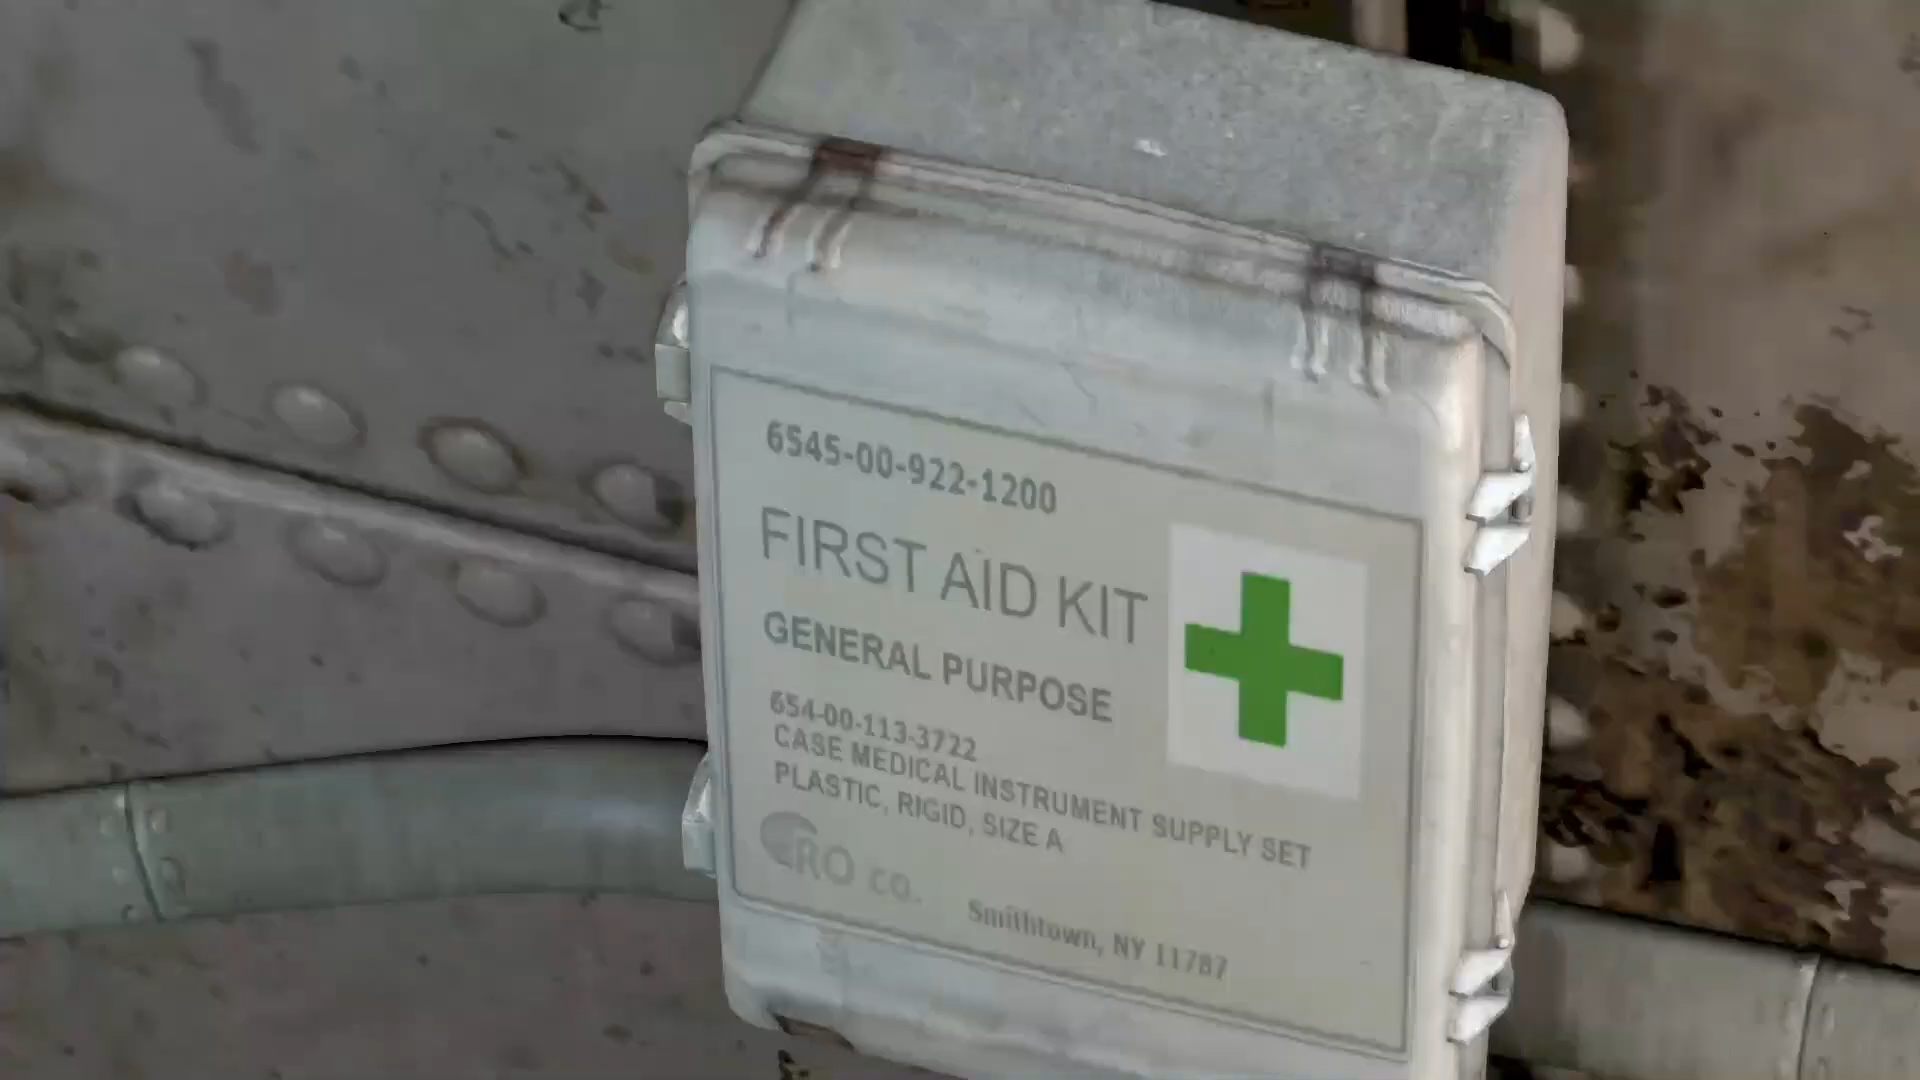 6545-00-922-1200
FIRST AID KIT
GENERAL PURPOSE
654-00-113-3722
CASE MEDICAL INSTRUMENT SUPPLY SET
PLASTIC, RIGID, SIZE A
RO CO.
Smithtown, NY 11787